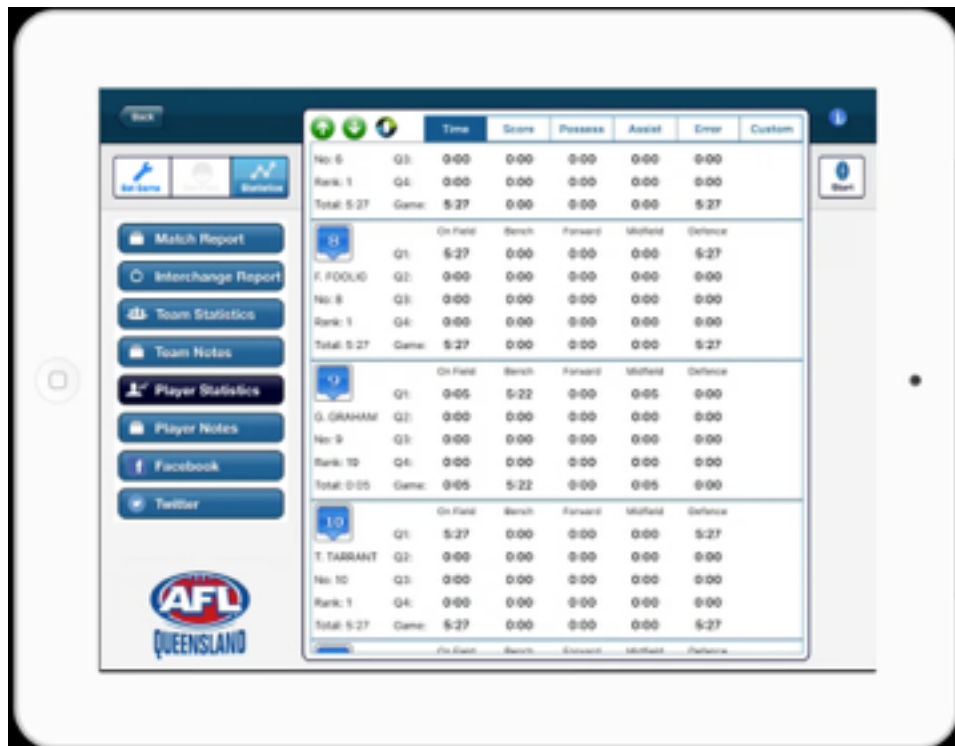 Back
Time Score Possess Assist Error Custom
Set Game
Statistics
Start
No: 6 Q3: 0:00 0:00 0:00 0:00 0:00
Rank: 1 Q4: 0:00 0:00 0:00 0:00 0:00
Total: 5:27 Game: 5:27 0:00 0:00 0:00 5:27
Match Report
Interchange Report
Team Statistics
Team Notes
Player Statistics
Player Notes
Facebook
Twitter
8 On Field Bench Forward Midfield Defence
Q1: 5:27 0:00 0:00 0:00 5:27
F. FOOLIO Q2: 0:00 0:00 0:00 0:00 0:00
No: 8 Q3: 0:00 0:00 0:00 0:00 0:00
Rank: 1 Q4: 0:00 0:00 0:00 0:00 0:00
Total: 5:27 Game: 5:27 0:00 0:00 0:00 5:27
9 On Field Bench Forward Midfield Defence
Q1: 0:05 5:22 0:00 0:05 0:00
G. GRAHAM Q2: 0:00 0:00 0:00 0:00 0:00
No: 9 Q3: 0:00 0:00 0:00 0:00 0:00
Rank: 19 Q4: 0:00 0:00 0:00 0:00 0:00
Total: 0:05 Game: 0:05 5:22 0:00 0:05 0:00
10 On Field Bench Forward Midfield Defence
Q1: 5:27 0:00 0:00 0:00 5:27
T. TARRANT Q2: 0:00 0:00 0:00 0:00 0:00
No: 10 Q3: 0:00 0:00 0:00 0:00 0:00
Rank: 1 Q4: 0:00 0:00 0:00 0:00 0:00
Total: 5:27 Game: 5:27 0:00 0:00 0:00 5:27
On Field Bench Forward Midfield Defence
AFL
QUEENSLAND